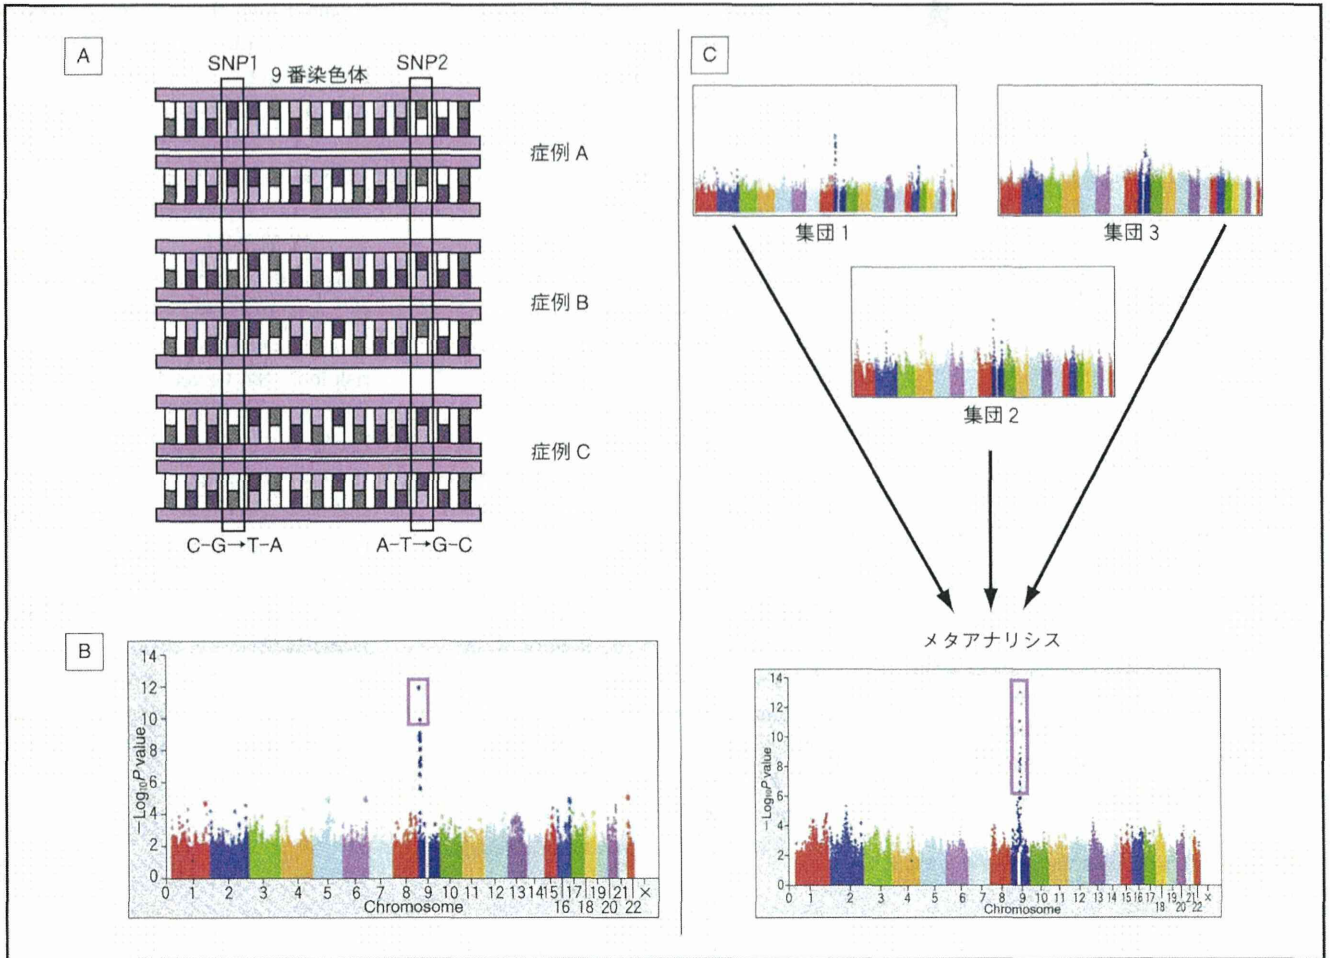 A
SNP1
9番染色体
SNP2
症例 A
症例 B
症例 C
C-G→T-A
A-T→G-C
B
14
12
10
8
6
4
2
0
−Log₁₀P value
0 1 2 3 4 5 6 7 8 9 10 11 12 13 14 15 17 19 21 X
16 18 20 22
Chromosome
C
集団 1
集団 3
集団 2
メタアナリシス
14
12
10
8
6
4
2
0
−Log₁₀P value
0 1 2 3 4 5 6 7 8 9 10 11 12 13 14 15 16 17 19 21 X
18 20 22
Chromosome